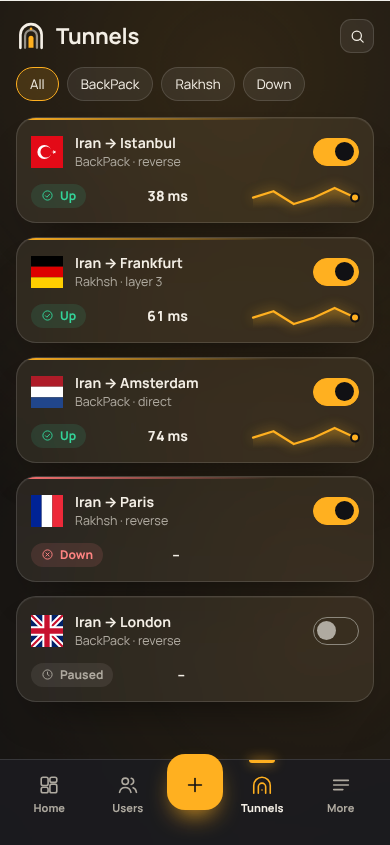 Tunnels
All
BackPack
Rakhsh
Down
Iran → Istanbul
BackPack · reverse
Up
38 ms
Iran → Frankfurt
Rakhsh · layer 3
Up
61 ms
Iran → Amsterdam
BackPack · direct
Up
74 ms
Iran → Paris
Rakhsh · reverse
Down
–
Iran → London
BackPack · reverse
Paused
–
Home
Users
Tunnels
More